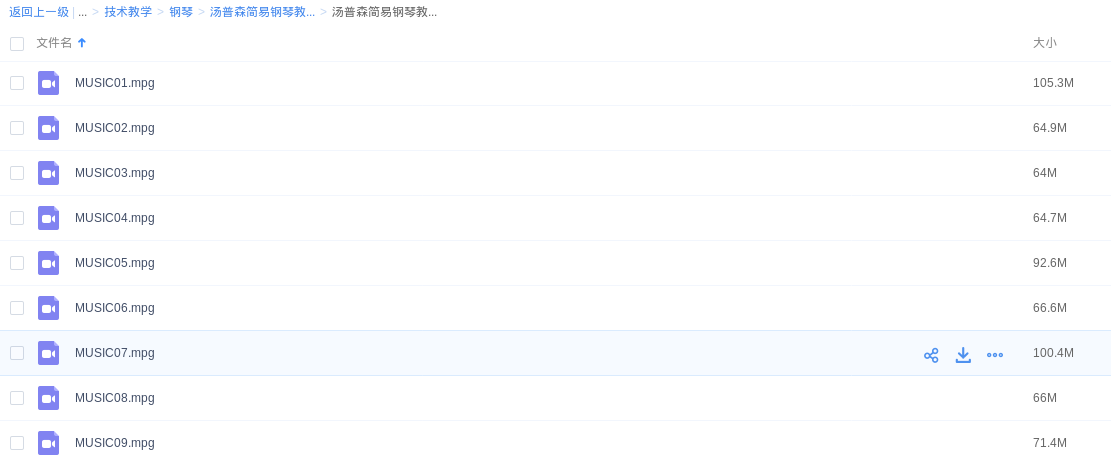 返回上一级 | ... > 技术教学 > 钢琴 > 汤普森简易钢琴教... > 汤普森简易钢琴教...
文件名 大小
MUSIC01.mpg 105.3M
MUSIC02.mpg 64.9M
MUSIC03.mpg 64M
MUSIC04.mpg 64.7M
MUSIC05.mpg 92.6M
MUSIC06.mpg 66.6M
MUSIC07.mpg 100.4M
MUSIC08.mpg 66M
MUSIC09.mpg 71.4M